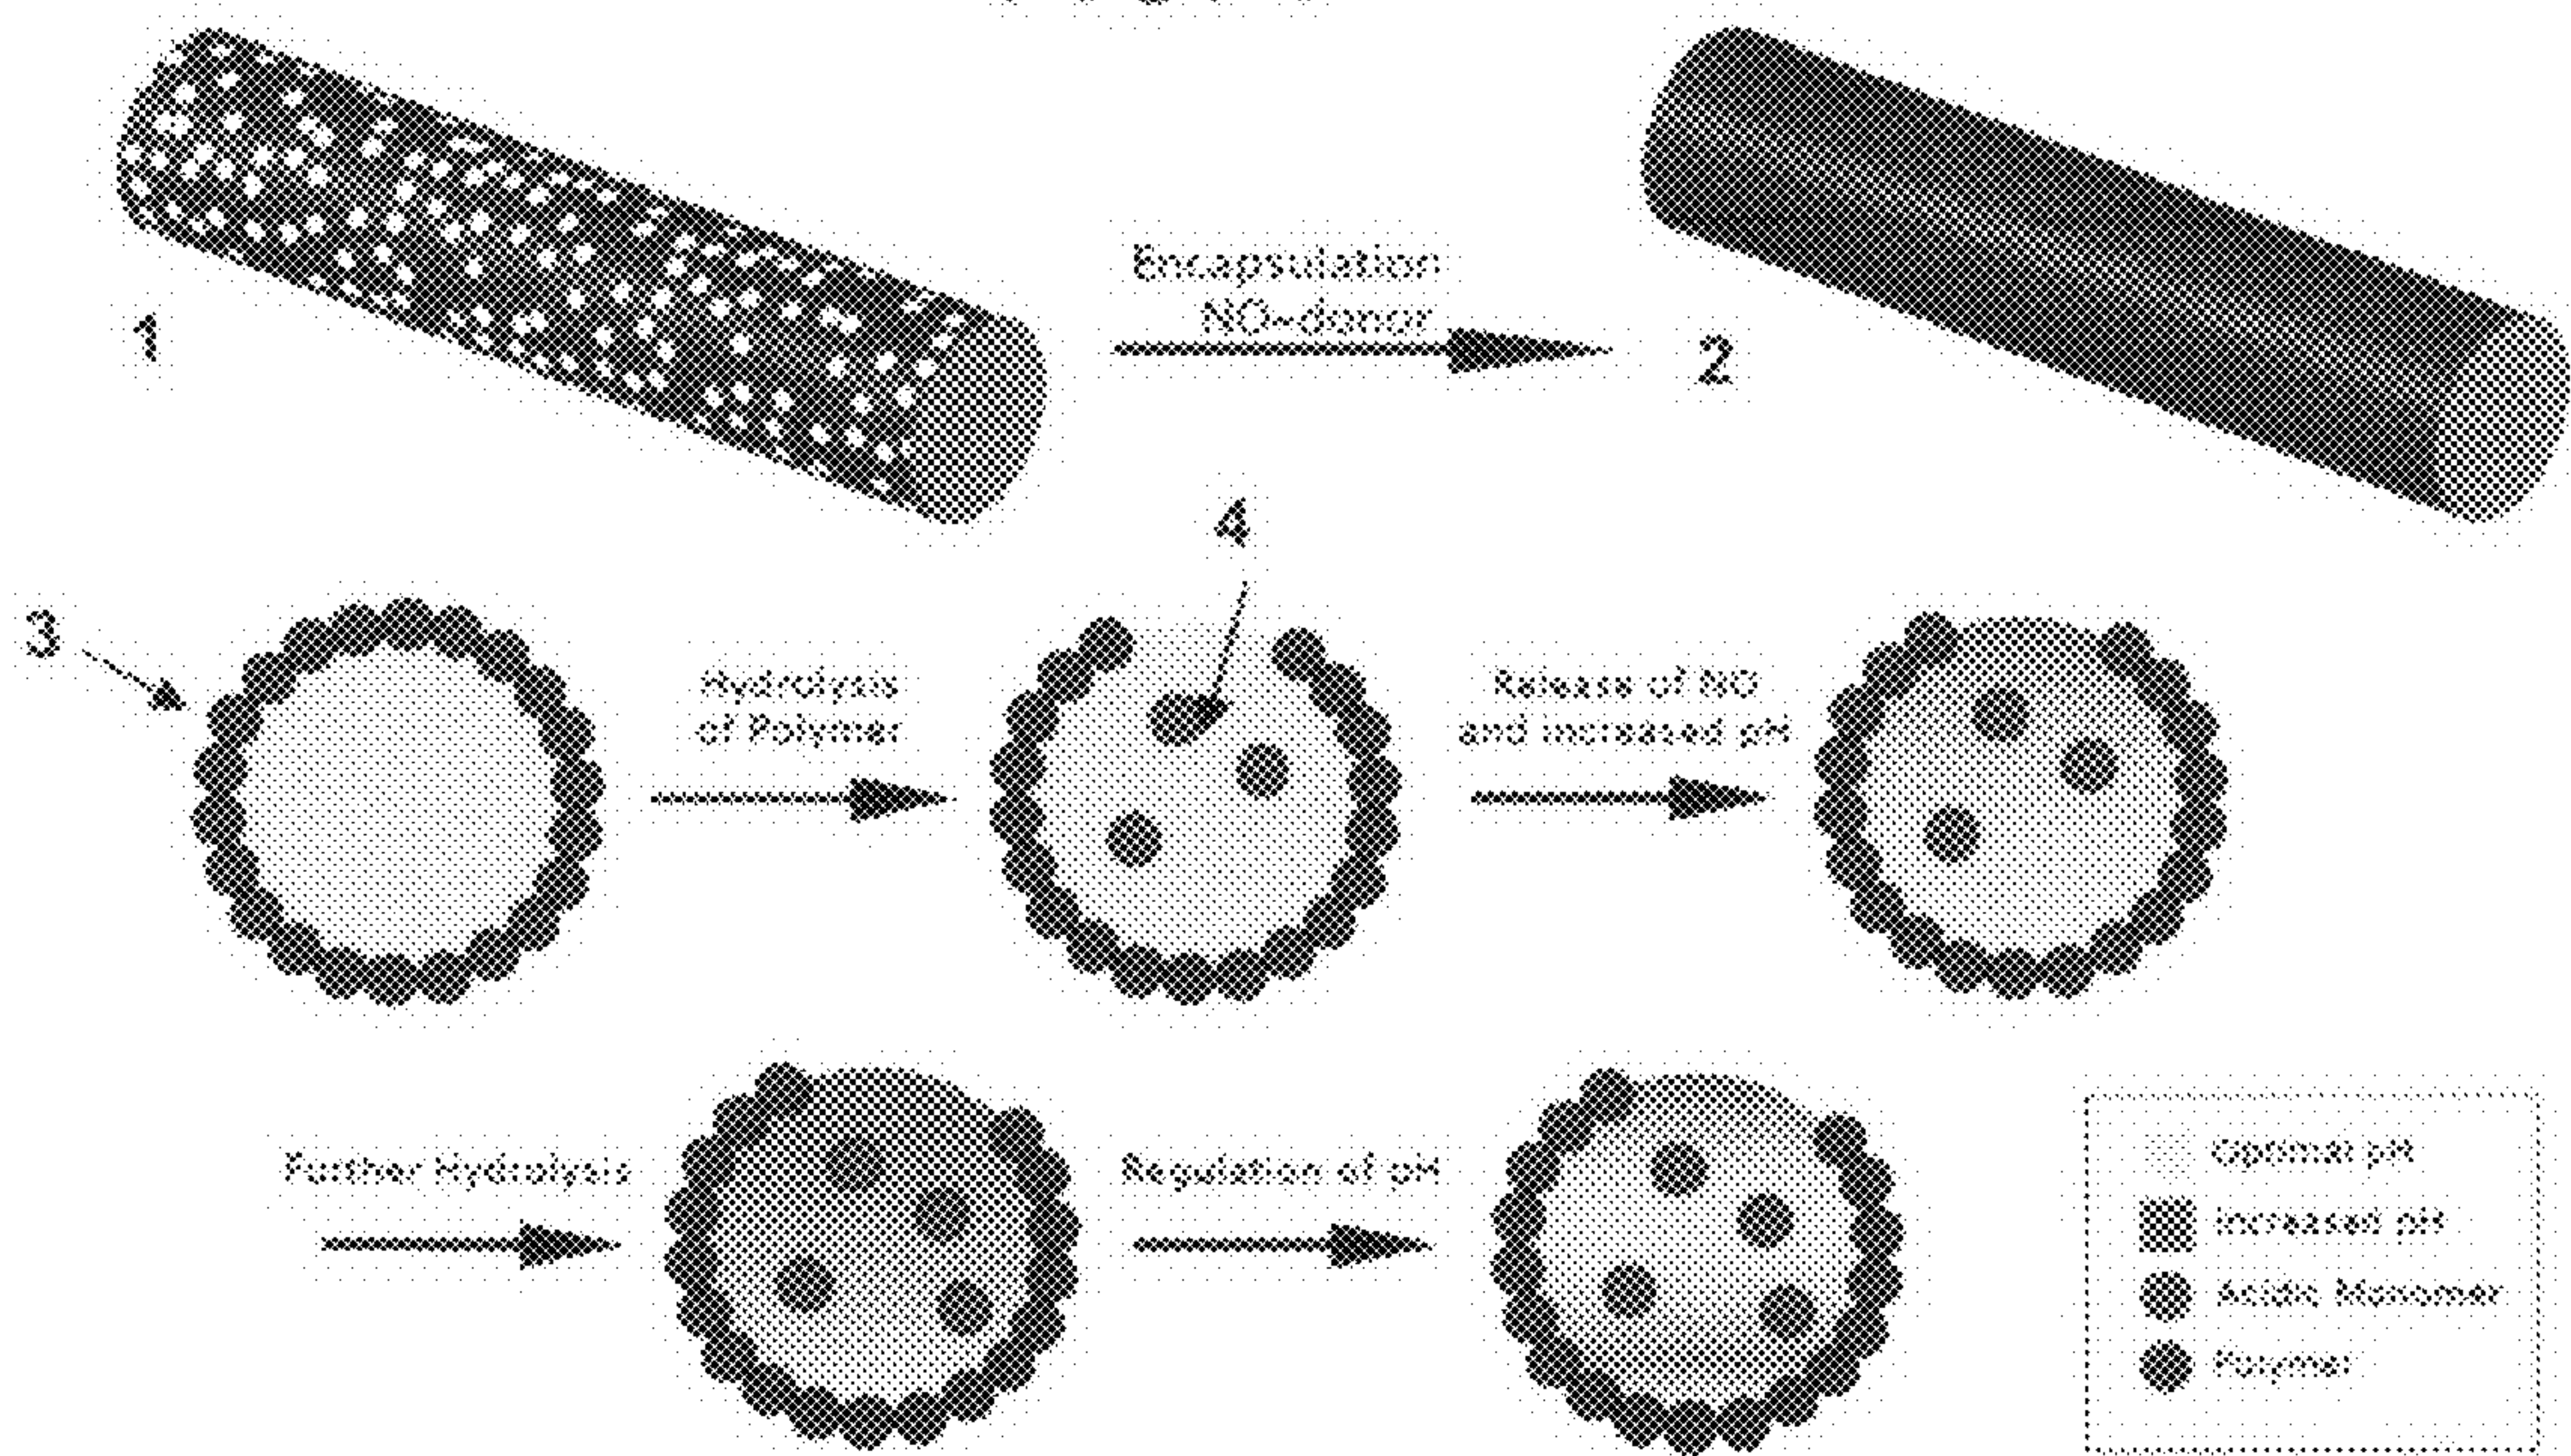 Encapsulation
NO-donor
1
2
4
3
Hydrolysis
of Polymer
Release of NO
and increased pH
Further Hydrolysis
Regulation of pH
Optimal pH
Increased pH
Acidic Monomer
Polymer